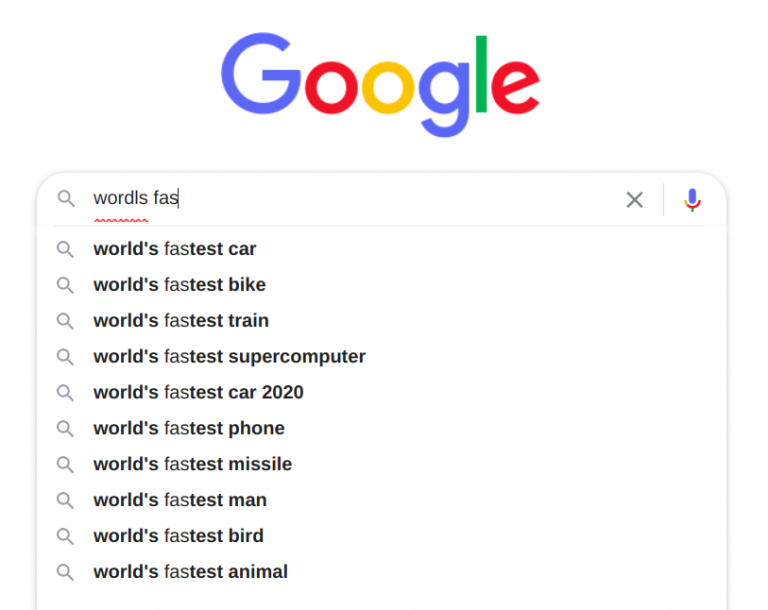 Google
wordls fas
world's fastest car
world's fastest bike
world's fastest train
world's fastest supercomputer
world's fastest car 2020
world's fastest phone
world's fastest missile
world's fastest man
world's fastest bird
world's fastest animal